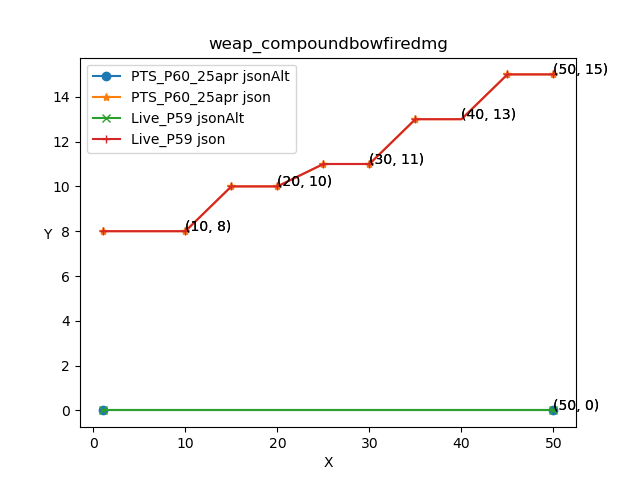 weap_compoundbowfiredmg
PTS_P60_25apr jsonAlt
PTS_P60_25apr json
Live_P59 jsonAlt
Live_P59 json
(50, 15)
(40, 13)
(30, 11)
(20, 10)
(10, 8)
(50, 0)
14
12
10
8
6
4
2
0
Y
0 10 20 30 40 50
X